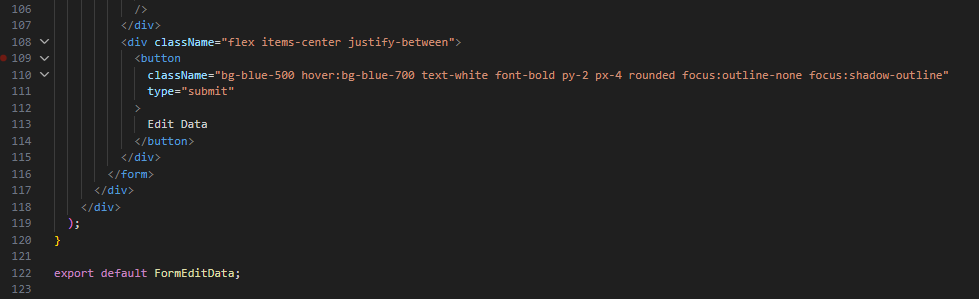 106 />
107 </div>
108 <div className="flex items-center justify-between">
109 <button
110 className="bg-blue-500 hover:bg-blue-700 text-white font-bold py-2 px-4 rounded focus:outline-none focus:shadow-outline"
111 type="submit"
112 >
113 Edit Data
114 </button>
115 </div>
116 </form>
117 </div>
118 </div>
119 );
120 }
121
122 export default FormEditData;
123